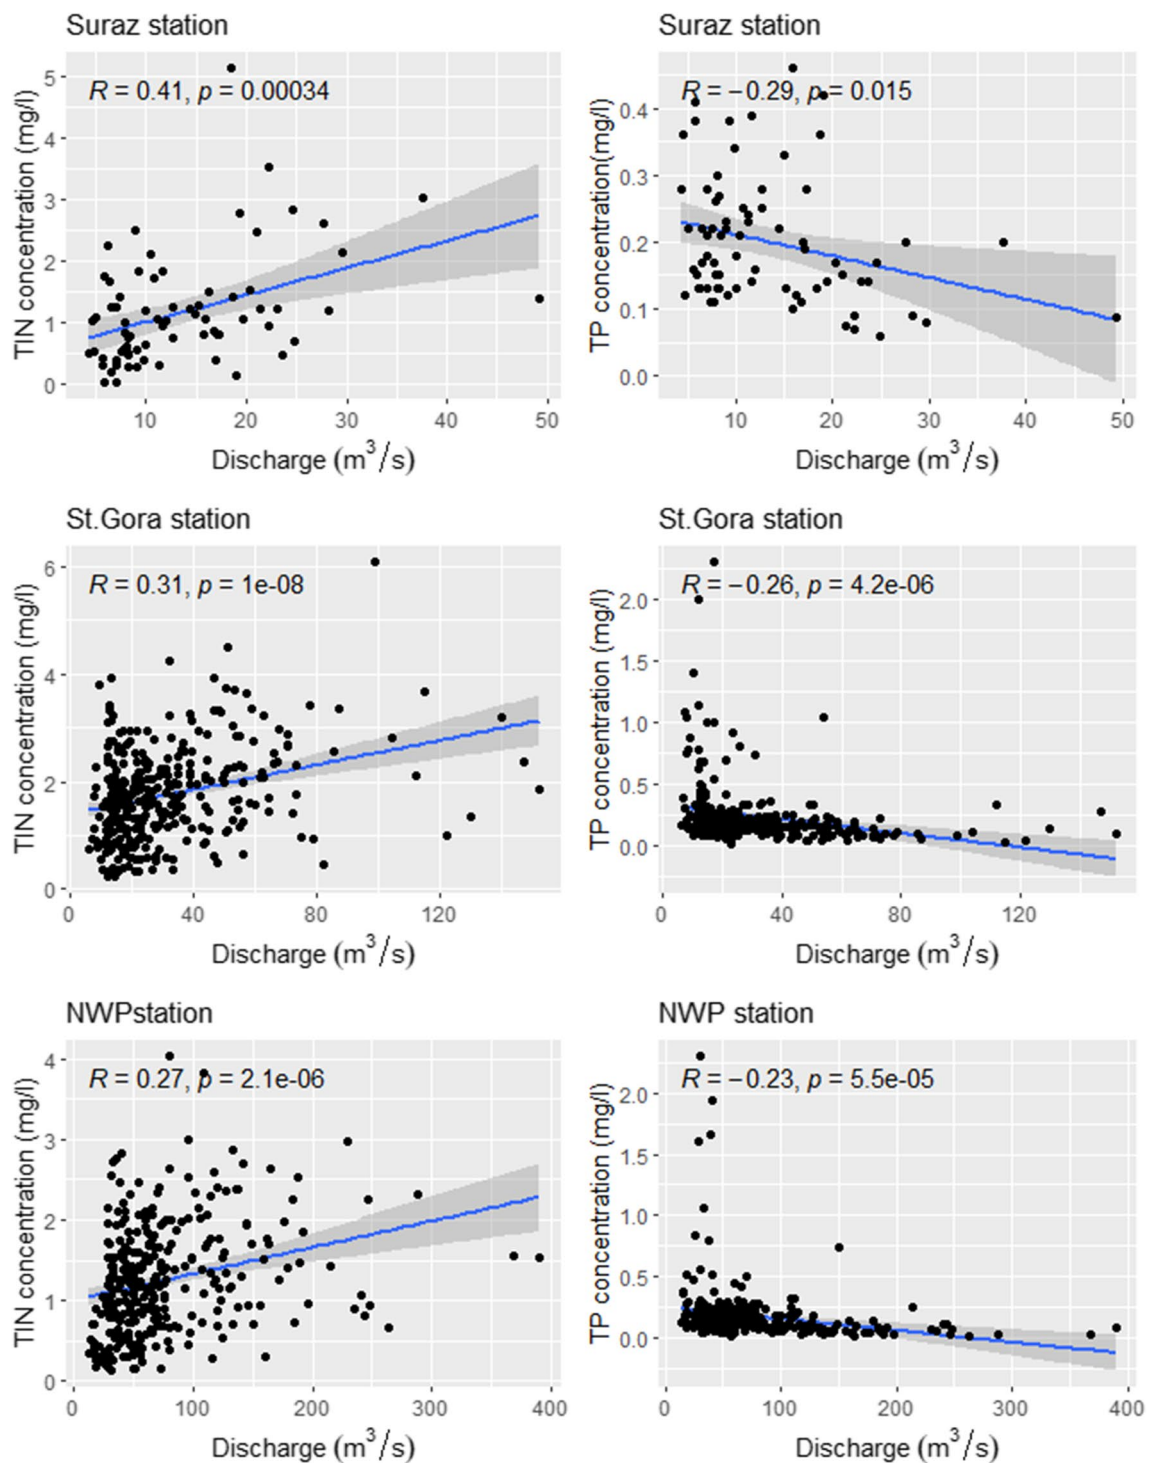 Suraz station
Suraz station
R = 0.41, p = 0.00034
R = −0.29, p = 0.015
TIN concentration (mg/l)
5
4
3
2
1
0
TP concentration(mg/l)
0.4
0.3
0.2
0.1
0.0
10 20 30 40 50
10 20 30 40 50
Discharge (m³/s)
Discharge (m³/s)
St.Gora station
St.Gora station
R = 0.31, p = 1e-08
R = −0.26, p = 4.2e-06
TIN concentration (mg/l)
6
4
2
0
TP concentration (mg/l)
2.0
1.5
1.0
0.5
0.0
0 40 80 120
0 40 80 120
Discharge (m³/s)
Discharge (m³/s)
NWPstation
NWP station
R = 0.27, p = 2.1e-06
R = −0.23, p = 5.5e-05
TIN concentration (mg/l)
4
3
2
1
0
TP concentration (mg/l)
2.0
1.5
1.0
0.5
0.0
0 100 200 300 400
0 100 200 300 400
Discharge (m³/s)
Discharge (m³/s)